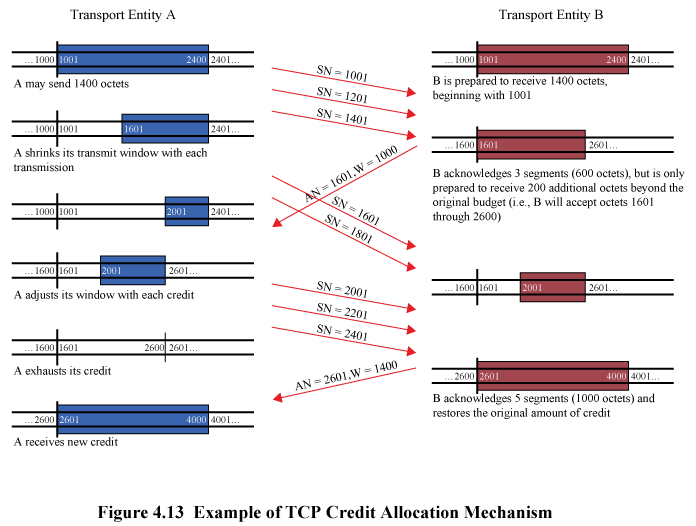 Transport Entity A
Transport Entity B
…1000 1001 2400 2401…
A may send 1400 octets
SN = 1001
SN = 1201
SN = 1401
…1000 1001 2400 2401…
B is prepared to receive 1400 octets,
beginning with 1001
…1000 1001 1601 2401…
A shrinks its transmit window with each
transmission
AN = 1601, W = 1000
…1600 1601 2601…
B acknowledges 3 segments (600 octets), but is only
prepared to receive 200 additional octets beyond the
original budget (i.e., B will accept octets 1601
through 2600)
…1000 1001 2001 2401…
SN = 1601
SN = 1801
…1600 1601 2001 2601…
A adjusts its window with each credit
…1600 1601 2001 2601…
SN = 2001
SN = 2201
SN = 2401
…1600 1601 2600 2601…
A exhausts its credit
AN = 2601, W = 1400
…2600 2601 4000 4001…
B acknowledges 5 segments (1000 octets) and
restores the original amount of credit
…2600 2601 4000 4001…
A receives new credit
Figure 4.13 Example of TCP Credit Allocation Mechanism